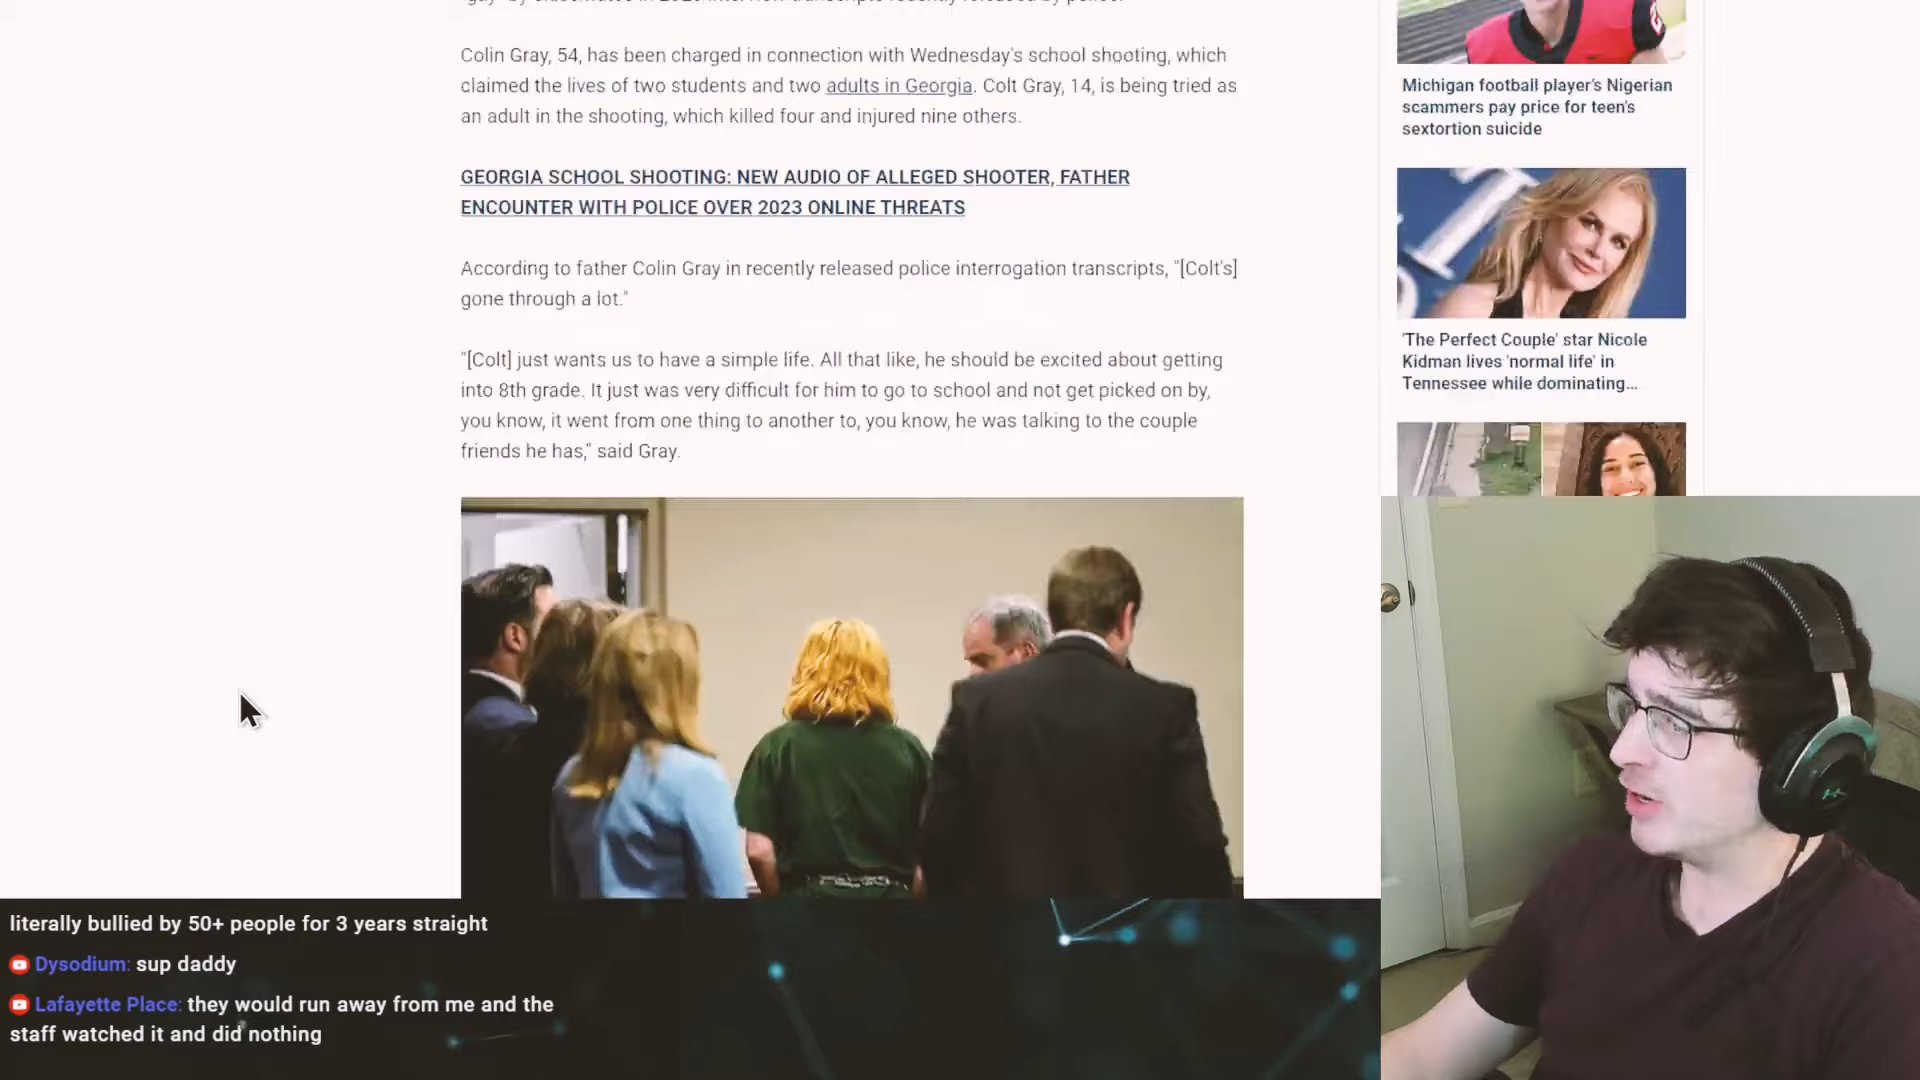 Colin Gray, 54, has been charged in connection with Wednesday's school shooting, which
claimed the lives of two students and two adults in Georgia. Colt Gray, 14, is being tried as
an adult in the shooting, which killed four and injured nine others.
GEORGIA SCHOOL SHOOTING: NEW AUDIO OF ALLEGED SHOOTER, FATHER
ENCOUNTER WITH POLICE OVER 2023 ONLINE THREATS
According to father Colin Gray in recently released police interrogation transcripts, "[Colt's]
gone through a lot."
"[Colt] just wants us to have a simple life. All that like, he should be excited about getting
into 8th grade. It just was very difficult for him to go to school and not get picked on by,
you know, it went from one thing to another to, you know, he was talking to the couple
friends he has," said Gray.
Michigan football player's Nigerian
scammers pay price for teen's
sextortion suicide
'The Perfect Couple' star Nicole
Kidman lives 'normal life' in
Tennessee while dominating...
literally bullied by 50+ people for 3 years straight
Dysodium: sup daddy
Lafayette Place: they would run away from me and the
staff watched it and did nothing